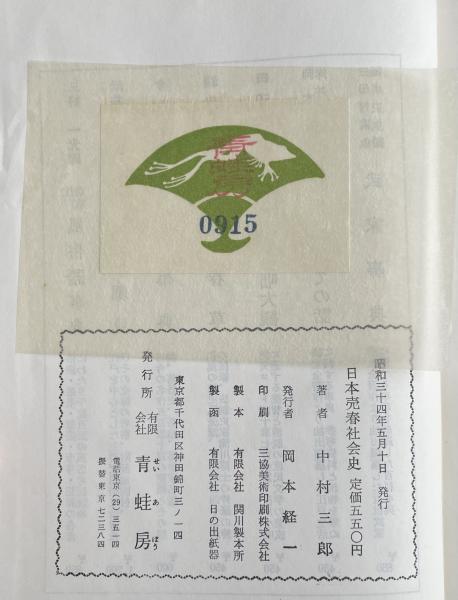 0915
昭和三十四年五月十日 発行
日本売春社会史 定価五五〇円
著者 中村三郎
発行者 岡本経一
印刷 三協美術印刷株式会社
製本 有限会社 関川製本所
製函 有限会社 日の出紙器
東京都千代田区神田錦町三ノ一四
発行所 有限会社 青蛙房
せいあぼう
電話東京(29)三五一四
振替東京七二三八四